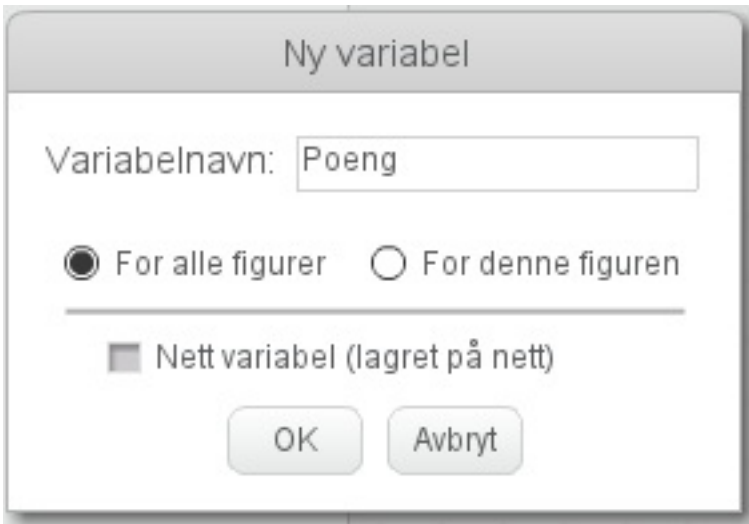 Ny variabel
Variabelnavn: Poeng
For alle figurer For denne figuren
Nett variabel (lagret på nett)
OK Avbryt